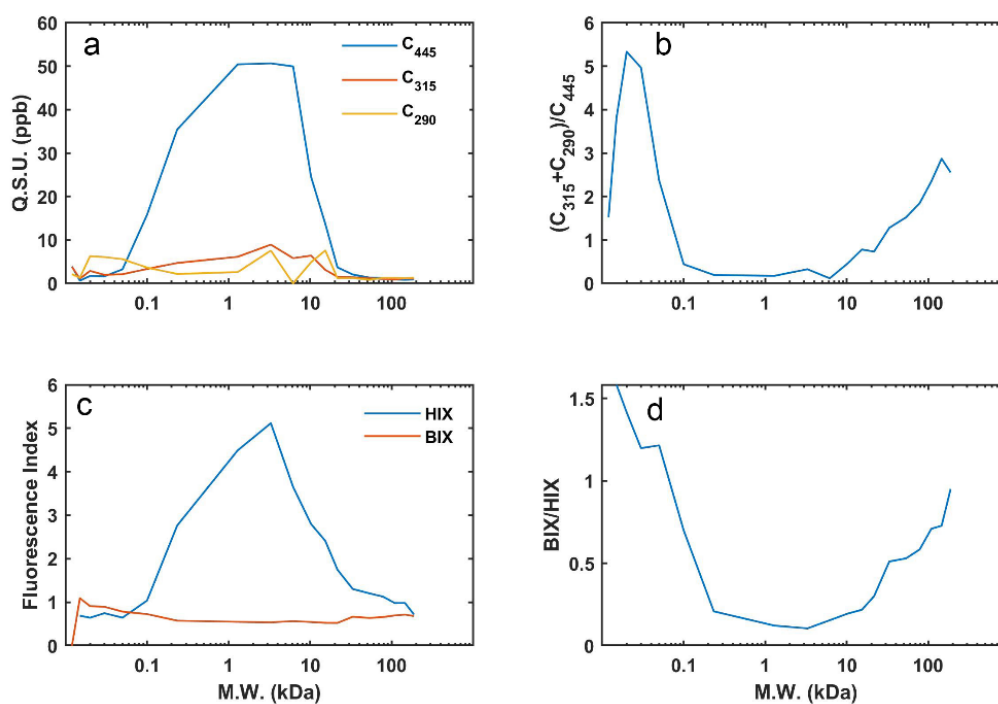 a
Q.S.U. (ppb)
60
50
40
30
20
10
0
0.1
1
10
100
C445
C315
C290
b
(C315+C290)/C445
6
5
4
3
2
1
0
0.1
1
10
100
c
Fluorescence Index
6
5
4
3
2
1
0
0.1
1
10
100
M.W. (kDa)
HIX
BIX
d
BIX/HIX
1.5
1
0.5
0
0.1
1
10
100
M.W. (kDa)